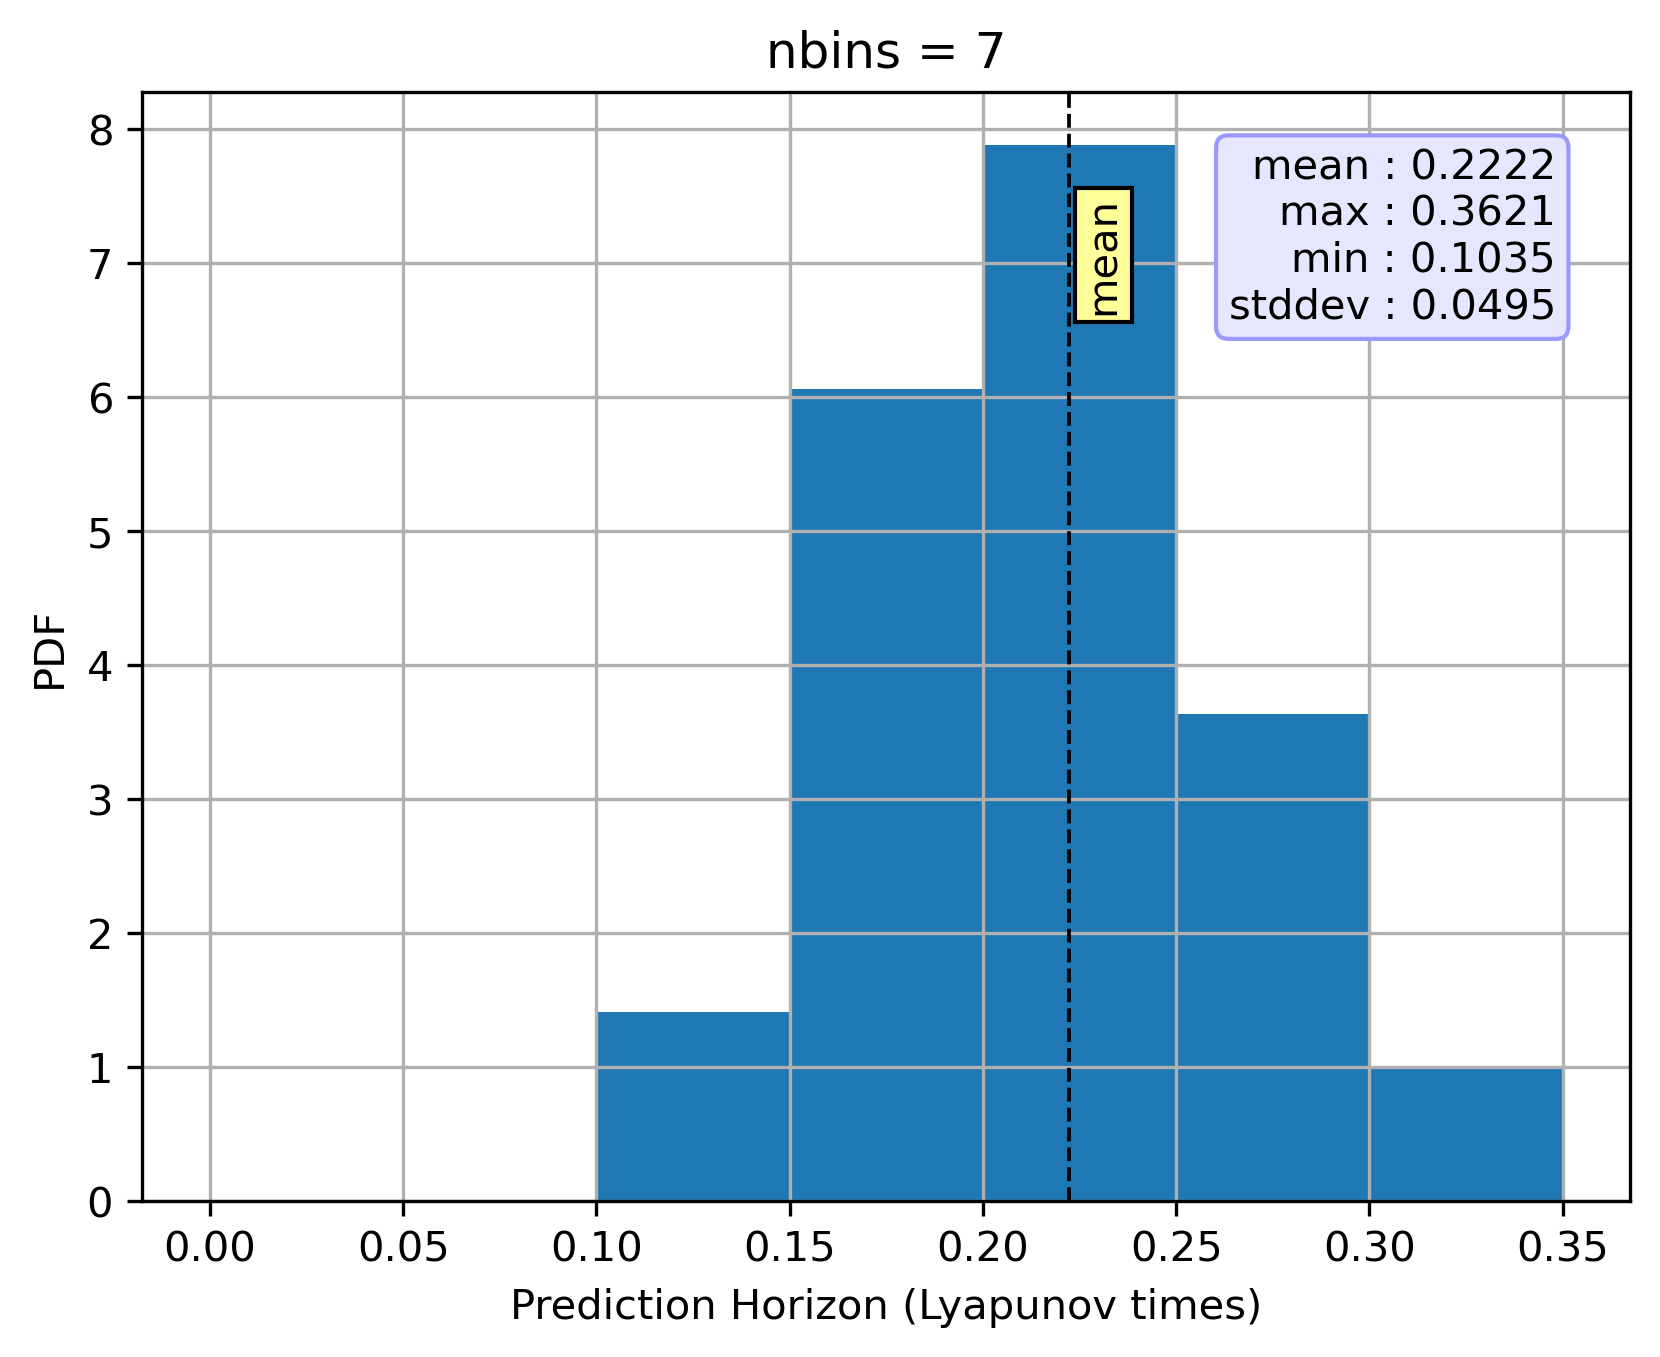 nbins = 7
8
7
6
5
4
3
2
1
0
PDF
mean
mean : 0.2222
max : 0.3621
min : 0.1035
stddev : 0.0495
0.00 0.05 0.10 0.15 0.20 0.25 0.30 0.35
Prediction Horizon (Lyapunov times)